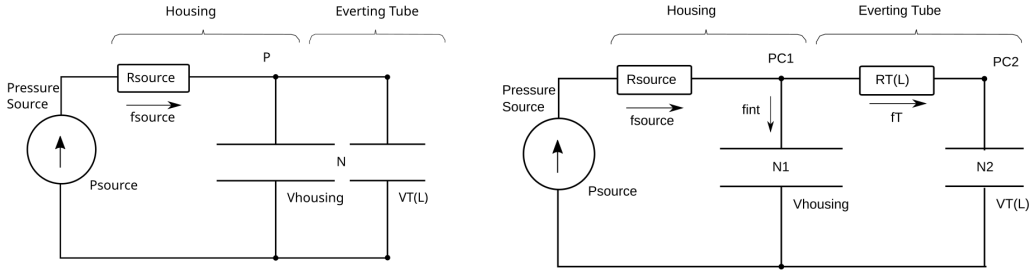 Housing
Everting Tube
P
Rsource
Pressure
Source
fsource
N
Psource
Vhousing
VT(L)
Housing
Everting Tube
PC1
PC2
Rsource
RT(L)
Pressure
Source
fsource
fint
fT
N1
N2
Psource
Vhousing
VT(L)